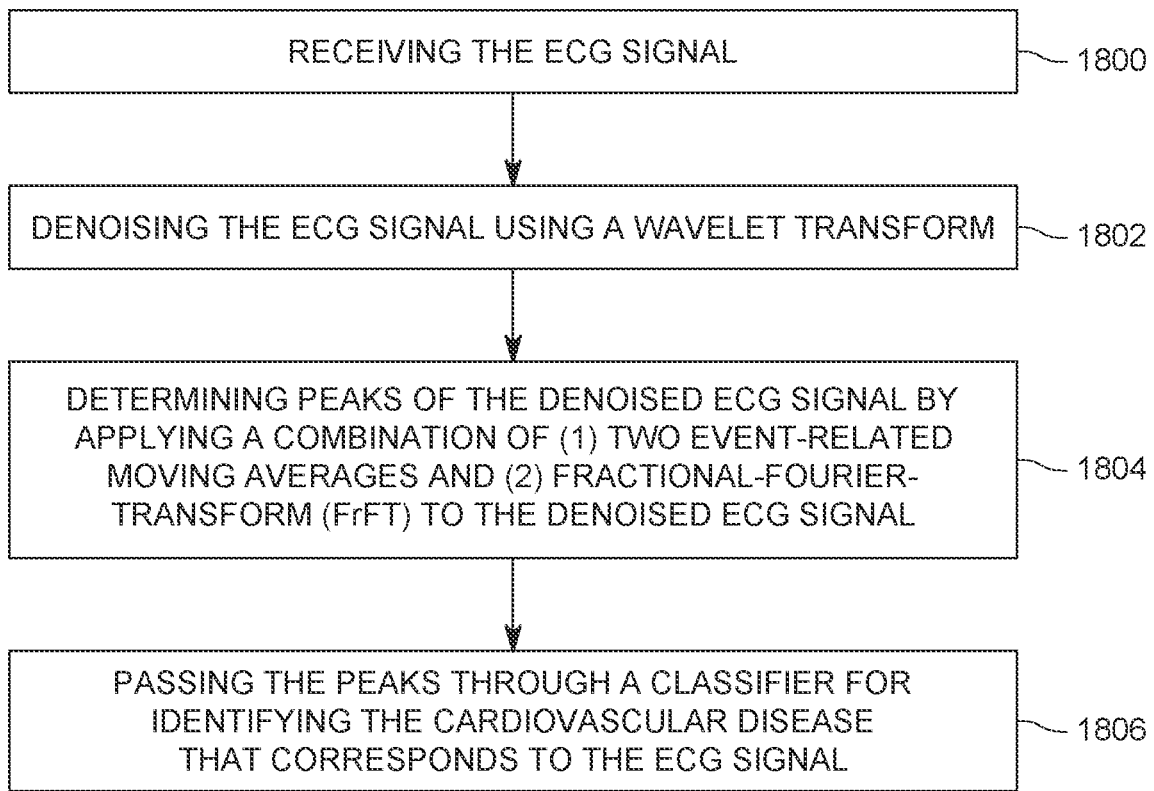 RECEIVING THE ECG SIGNAL
1800
DENOISING THE ECG SIGNAL USING A WAVELET TRANSFORM
1802
DETERMINING PEAKS OF THE DENOISED ECG SIGNAL BY
APPLYING A COMBINATION OF (1) TWO EVENT-RELATED
MOVING AVERAGES AND (2) FRACTIONAL-FOURIER-
TRANSFORM (FrFT) TO THE DENOISED ECG SIGNAL
1804
PASSING THE PEAKS THROUGH A CLASSIFIER FOR
IDENTIFYING THE CARDIOVASCULAR DISEASE
THAT CORRESPONDS TO THE ECG SIGNAL
1806